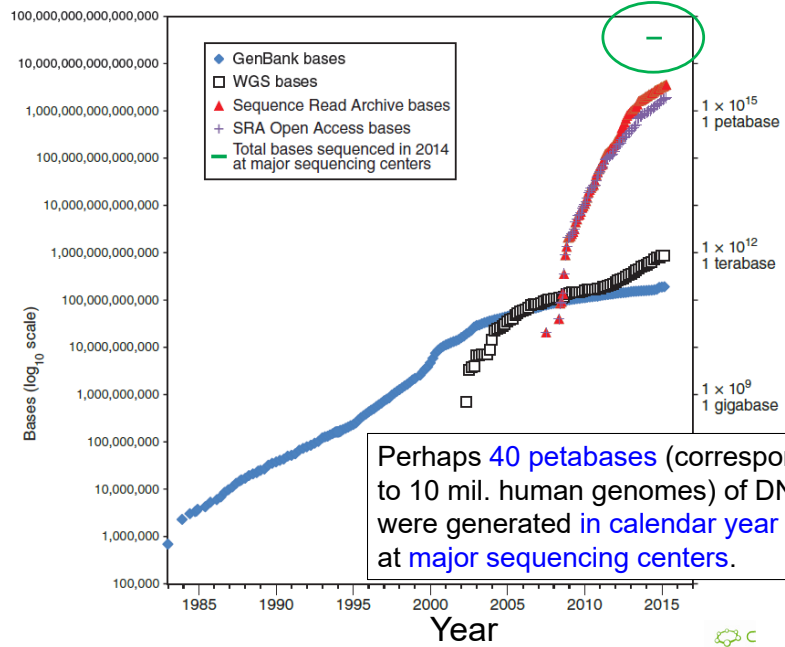 100,000,000,000,000,000
10,000,000,000,000,000
1,000,000,000,000,000
100,000,000,000,000
10,000,000,000,000
1,000,000,000,000
100,000,000,000
10,000,000,000
1,000,000,000
100,000,000
10,000,000
1,000,000
100,000
Bases (log10 scale)
GenBank bases
WGS bases
Sequence Read Archive bases
SRA Open Access bases
Total bases sequenced in 2014
at major sequencing centers
1 × 10^15
1 petabase
1 × 10^12
1 terabase
1 × 10^9
1 gigabase
Perhaps 40 petabases (correspon
to 10 mil. human genomes) of DN
were generated in calendar year
at major sequencing centers.
1985 1990 1995 2000 2005 2010 2015
Year
C